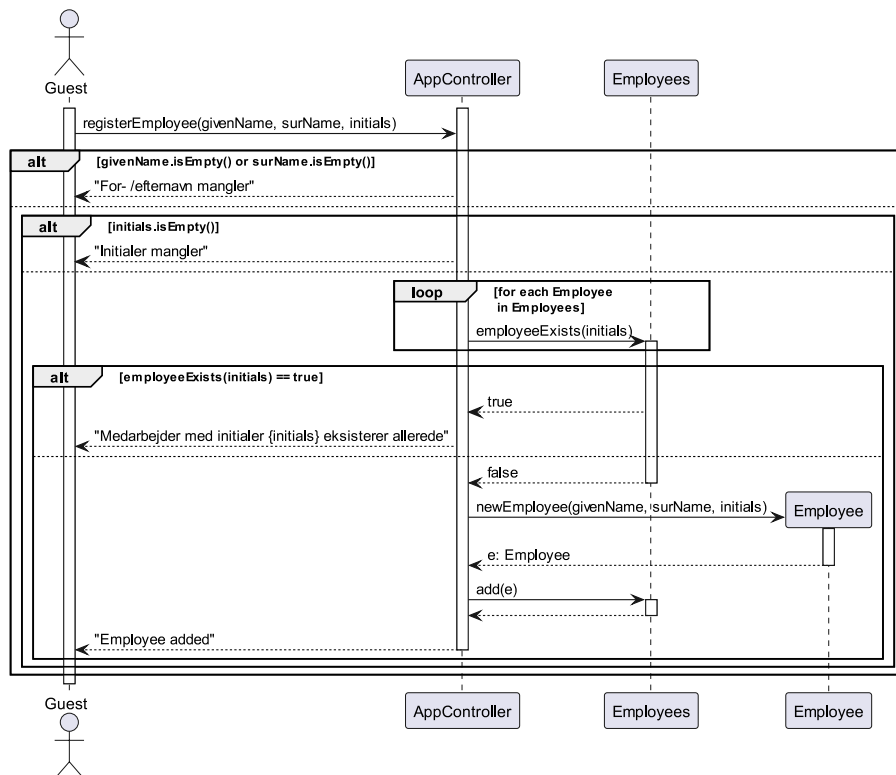 Guest
AppController
Employees
registerEmployee(givenName, surName, initials)
alt
[givenName.isEmpty() or surName.isEmpty()]
"For- /efternavn mangler"
alt
[initials.isEmpty()]
"Initialer mangler"
loop
[for each Employee
in Employees]
employeeExists(initials)
alt
[employeeExists(initials) == true]
true
"Medarbejder med initialer {initials} eksisterer allerede"
false
newEmployee(givenName, surName, initials)
Employee
e: Employee
add(e)
"Employee added"
Guest
AppController
Employees
Employee